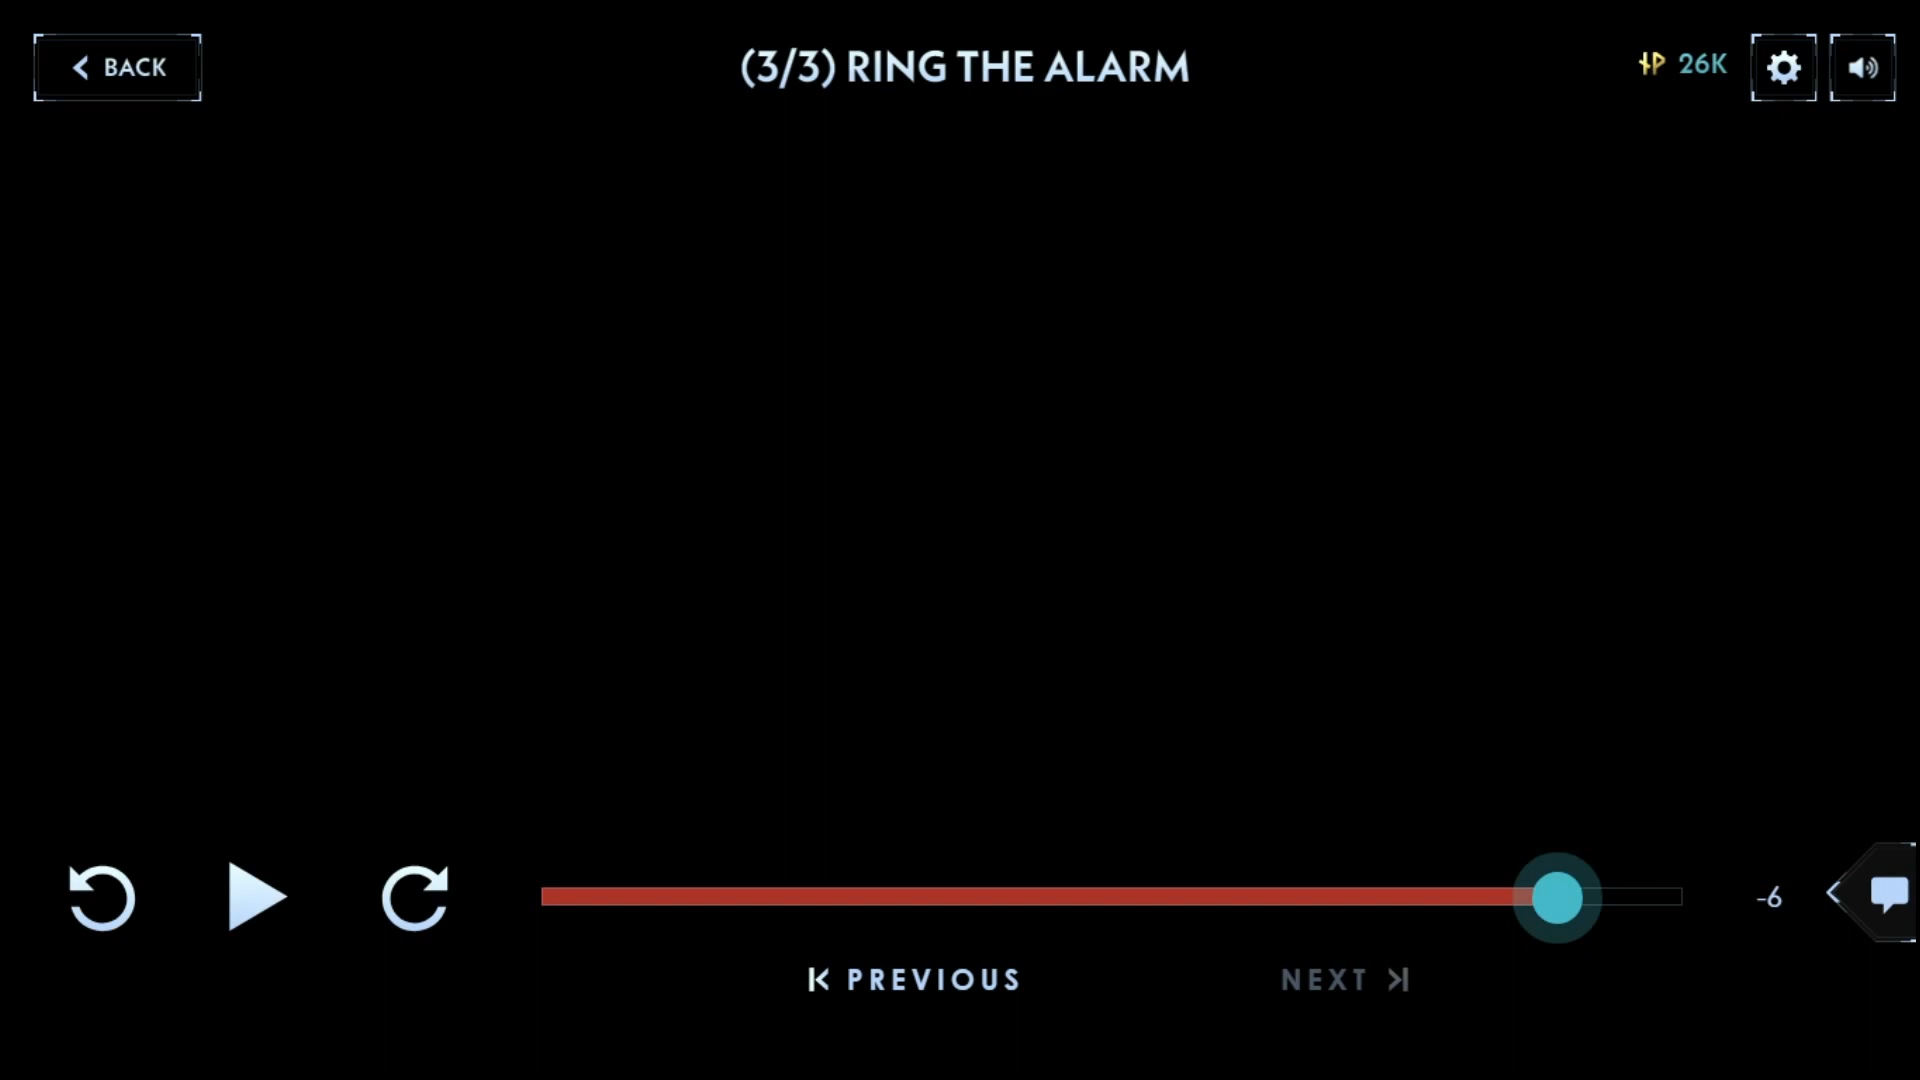 BACK
(3/3) RING THE ALARM
26K
-6
PREVIOUS
NEXT